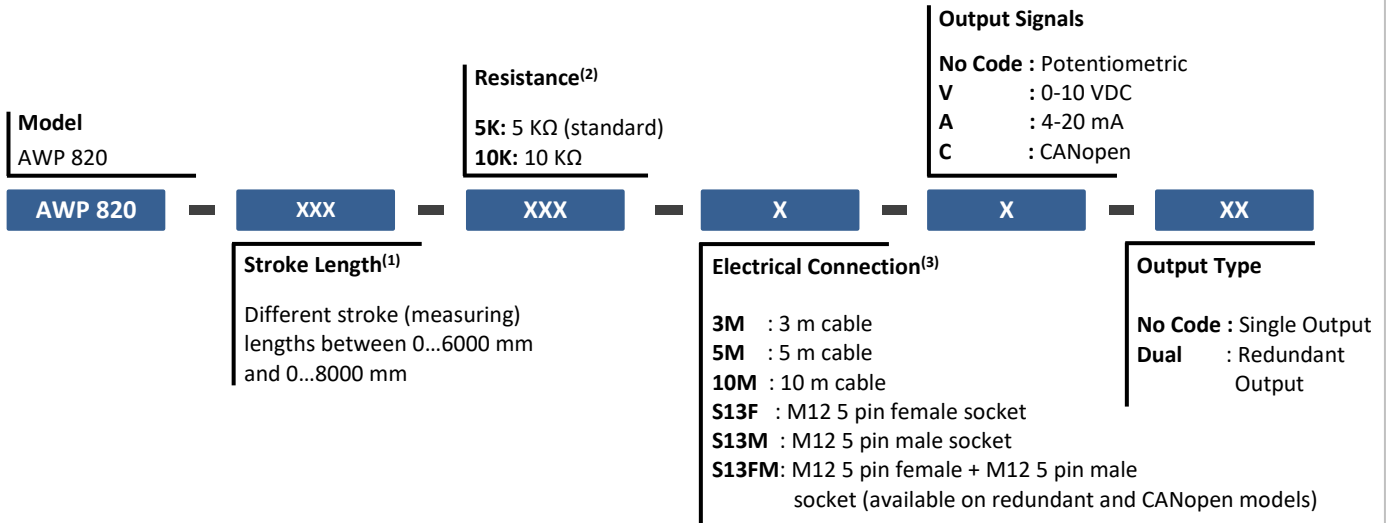 Output Signals
No Code : Potentiometric
V : 0-10 VDC
A : 4-20 mA
C : CANopen
Resistance(2)
5K: 5 KΩ (standard)
10K: 10 KΩ
Model
AWP 820
AWP 820 - XXX - XXX - X - X - XX
Stroke Length(1)
Different stroke (measuring)
lengths between 0...6000 mm
and 0...8000 mm
Electrical Connection(3)
3M : 3 m cable
5M : 5 m cable
10M : 10 m cable
S13F : M12 5 pin female socket
S13M : M12 5 pin male socket
S13FM: M12 5 pin female + M12 5 pin male
socket (available on redundant and CANopen models)
Output Type
No Code : Single Output
Dual : Redundant
Output